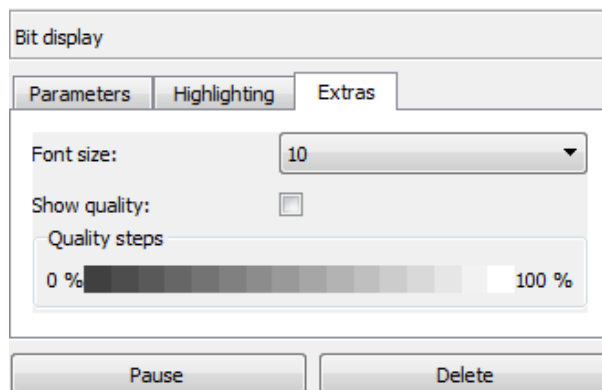 Bit display
Parameters Highlighting Extras
Font size: 10
Show quality:
Quality steps
0 % 100 %
Pause Delete